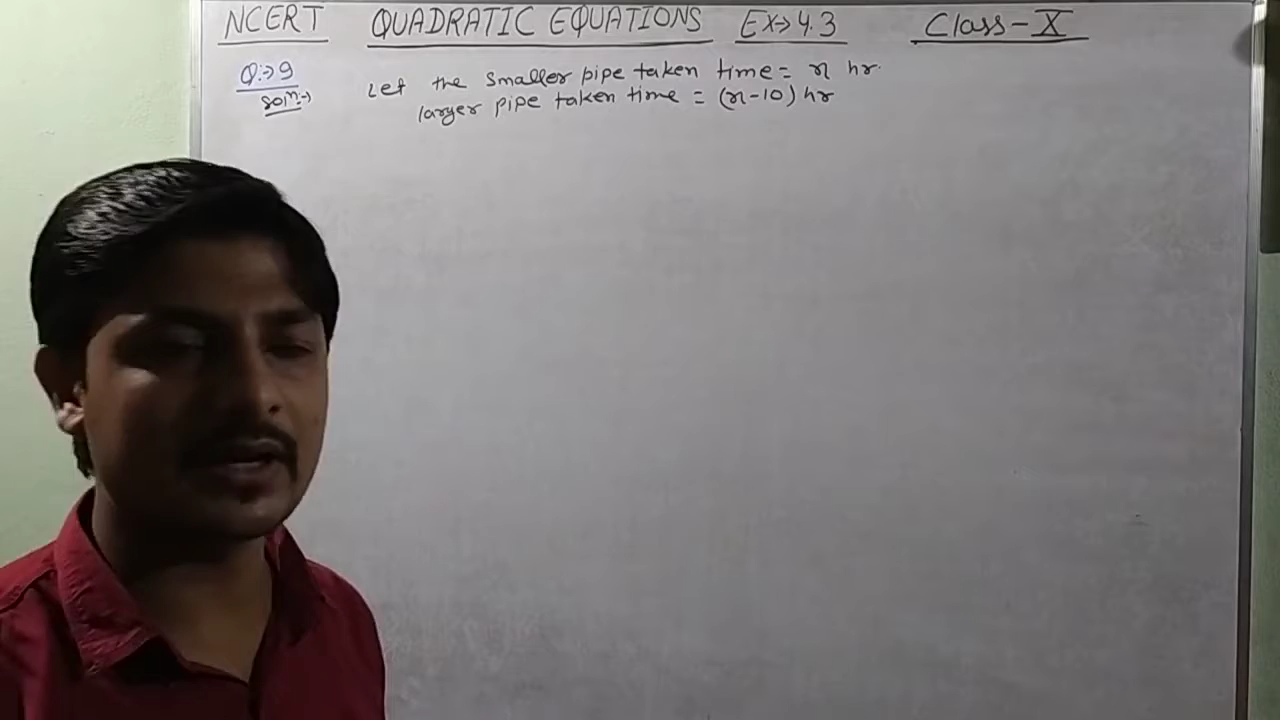 NCERT QUADRATIC EQUATIONS EX→4.3 Class-X
Q:→9
Soln:→ Let the smaller pipe taken time = x hr.
larger pipe taken time = (x-10) hr